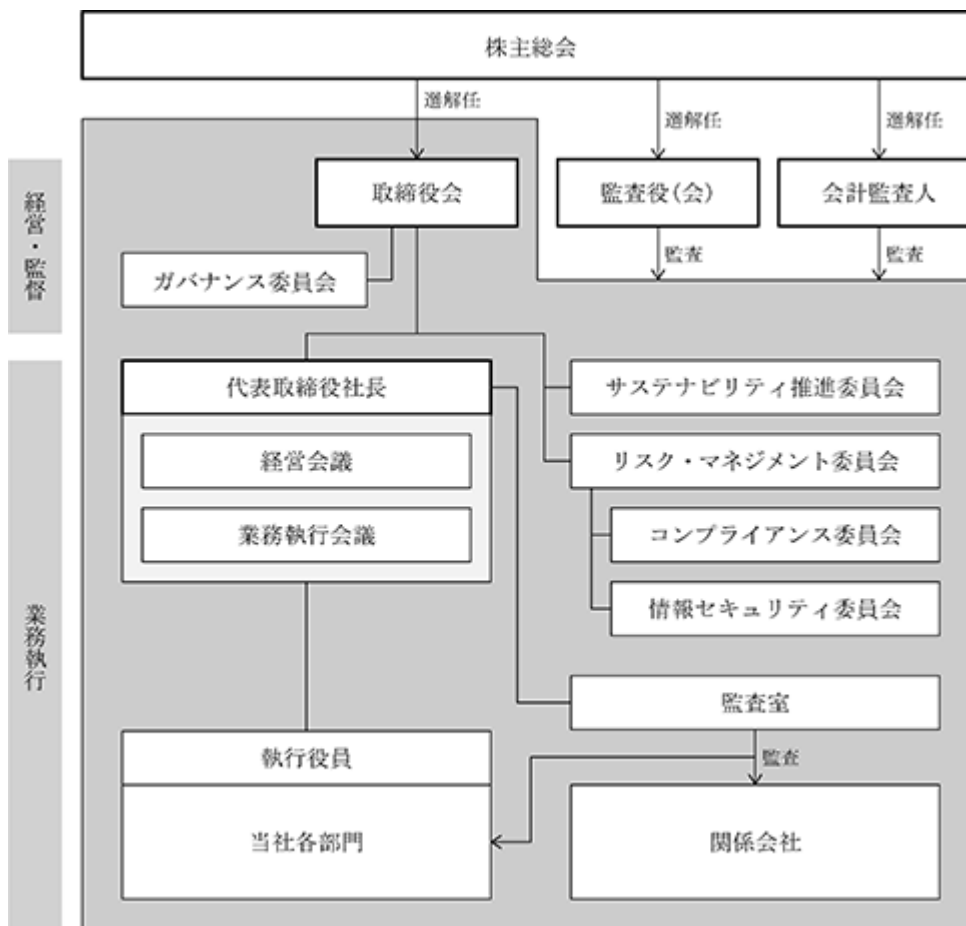 株主総会
選解任
選解任
選解任
経営・監督
取締役会
監査役(会)
会計監査人
監査
監査
ガバナンス委員会
業務執行
代表取締役社長
経営会議
業務執行会議
サステナビリティ推進委員会
リスク・マネジメント委員会
コンプライアンス委員会
情報セキュリティ委員会
監査室
監査
執行役員
当社各部門
関係会社